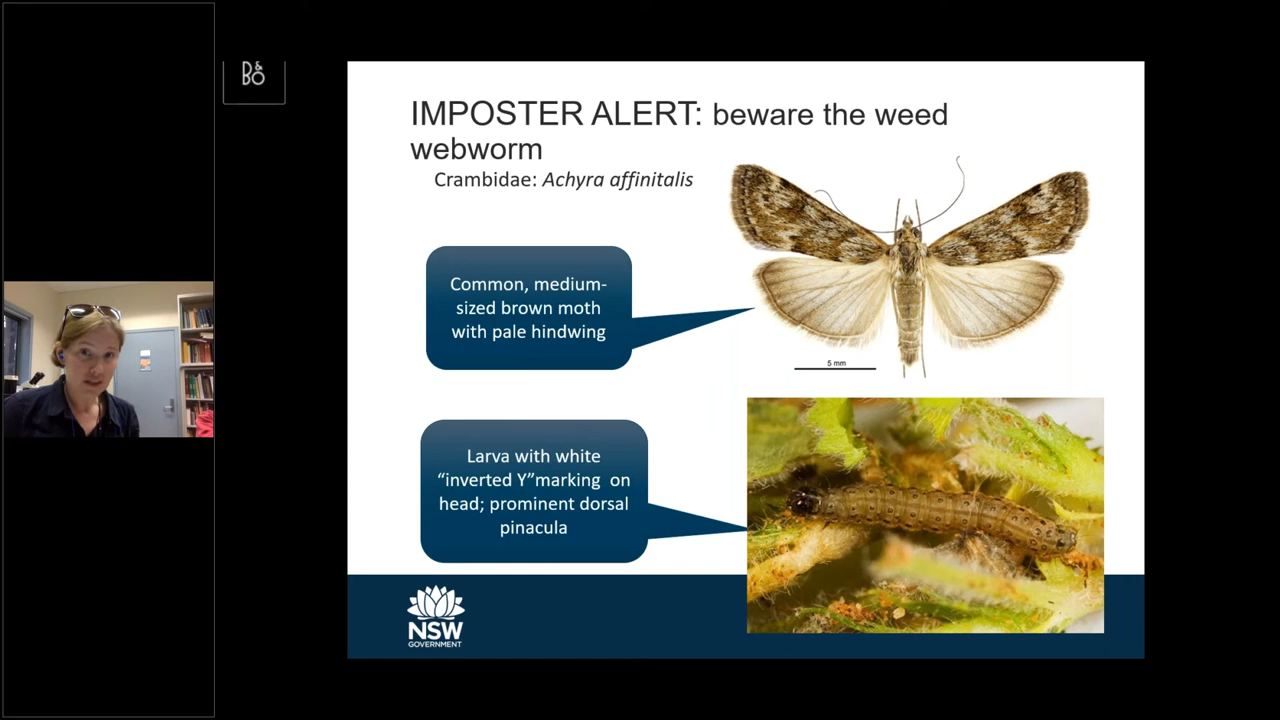 B&
BO
IMPOSTER ALERT: beware the weed
webworm
Crambidae: Achyra affinitalis
Common, medium-
sized brown moth
with pale hindwing
5 mm
Larva with white
“inverted Y”marking on
head; prominent dorsal
pinacula
NSW
GOVERNMENT